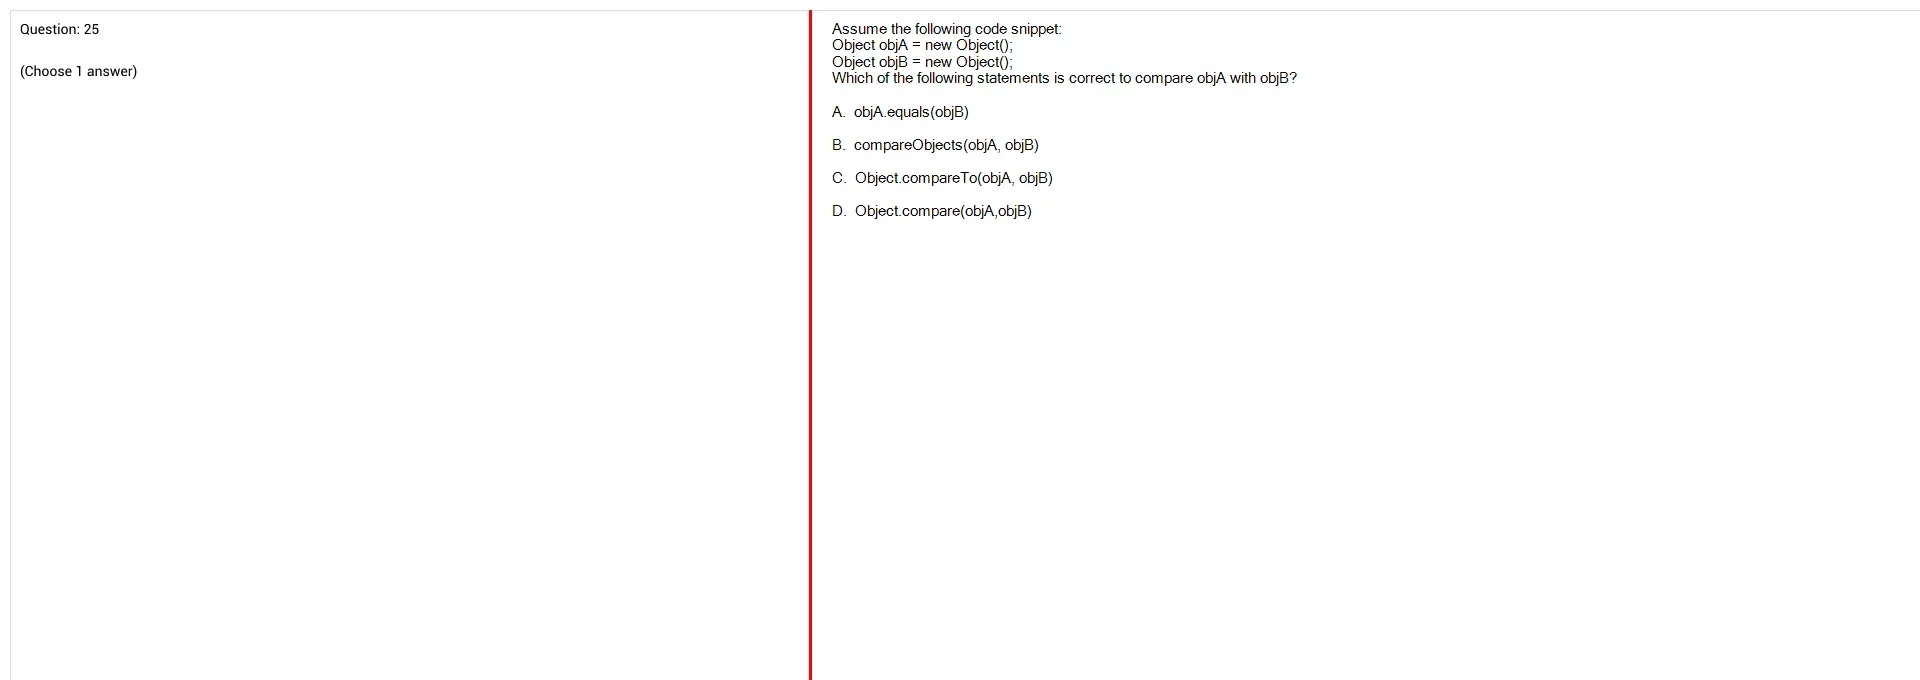 Question: 25
(Choose 1 answer)
Assume the following code snippet:
Object objA = new Object();
Object objB = new Object();
Which of the following statements is correct to compare objA with objB?
A. objA.equals(objB)
B. compareObjects(objA, objB)
C. Object.compareTo(objA, objB)
D. Object.compare(objA,objB)